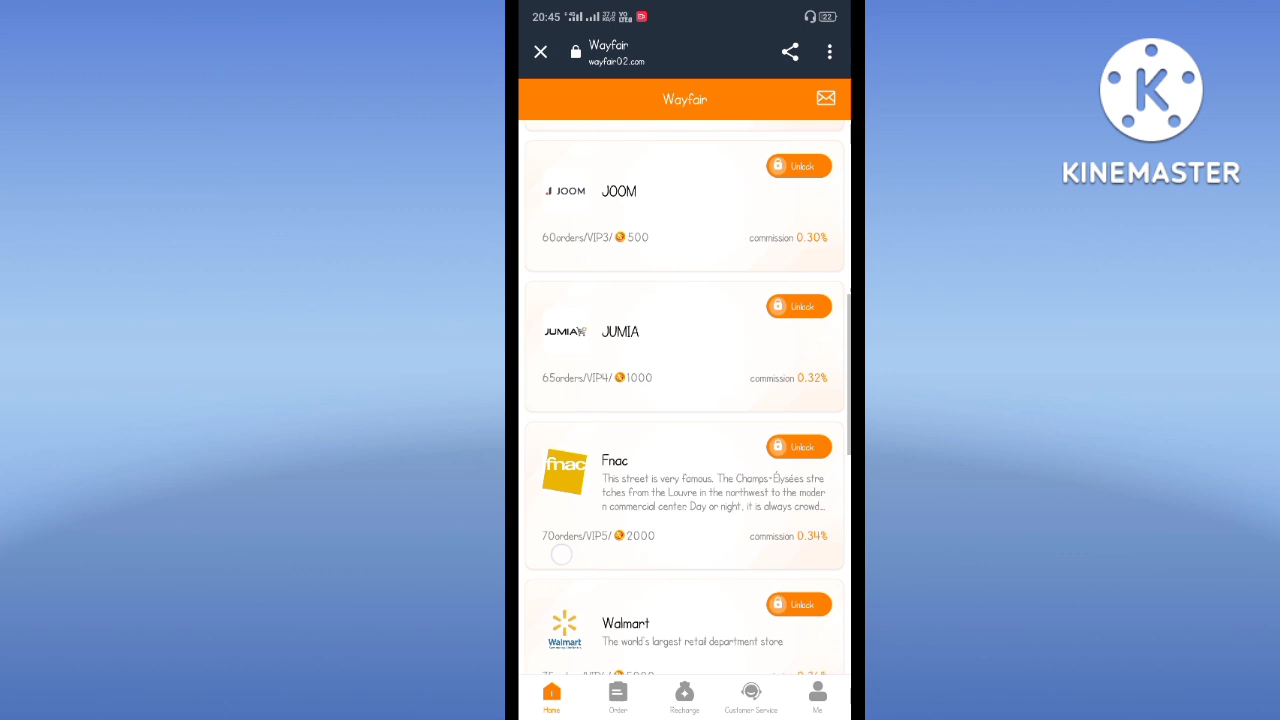 20:45
22
Wayfair
wayfair02.com
Wayfair
Unlock
JOOM
JOOM
60orders/VIP3/ 500
commission 0.30%
Unlock
JUMIA
JUMIA
65orders/VIP4/ 1000
commission 0.32%
Unlock
fnac
Fnac
This street is very famous, The Champs-Élysées stre
tches from the Louvre in the northwest to the moder
n commercial center. Day or night, it is always crowd...
70orders/VIP5/ 2000
commission 0.34%
Unlock
Walmart
Walmart
The world's largest retail department store
Home
Order
Recharge
Customer Service
Me
K
KINEMASTER